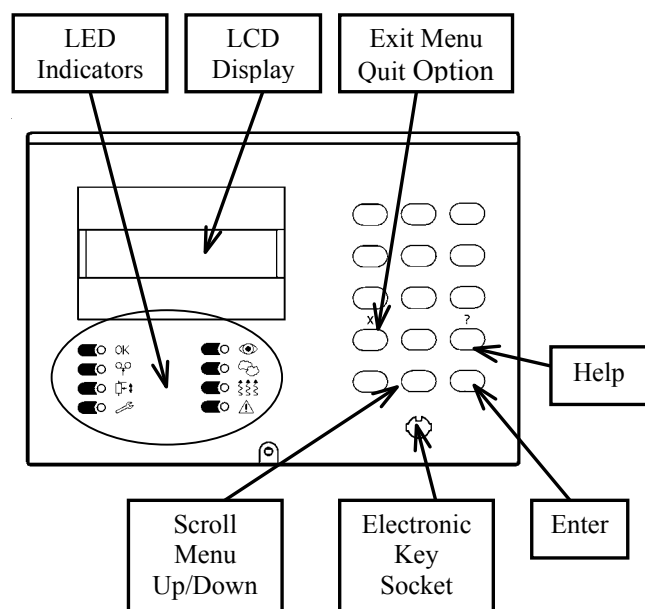 LED
Indicators
LCD
Display
Exit Menu
Quit Option
X
?
OK
Help
Scroll
Menu
Up/Down
Electronic
Key
Socket
Enter